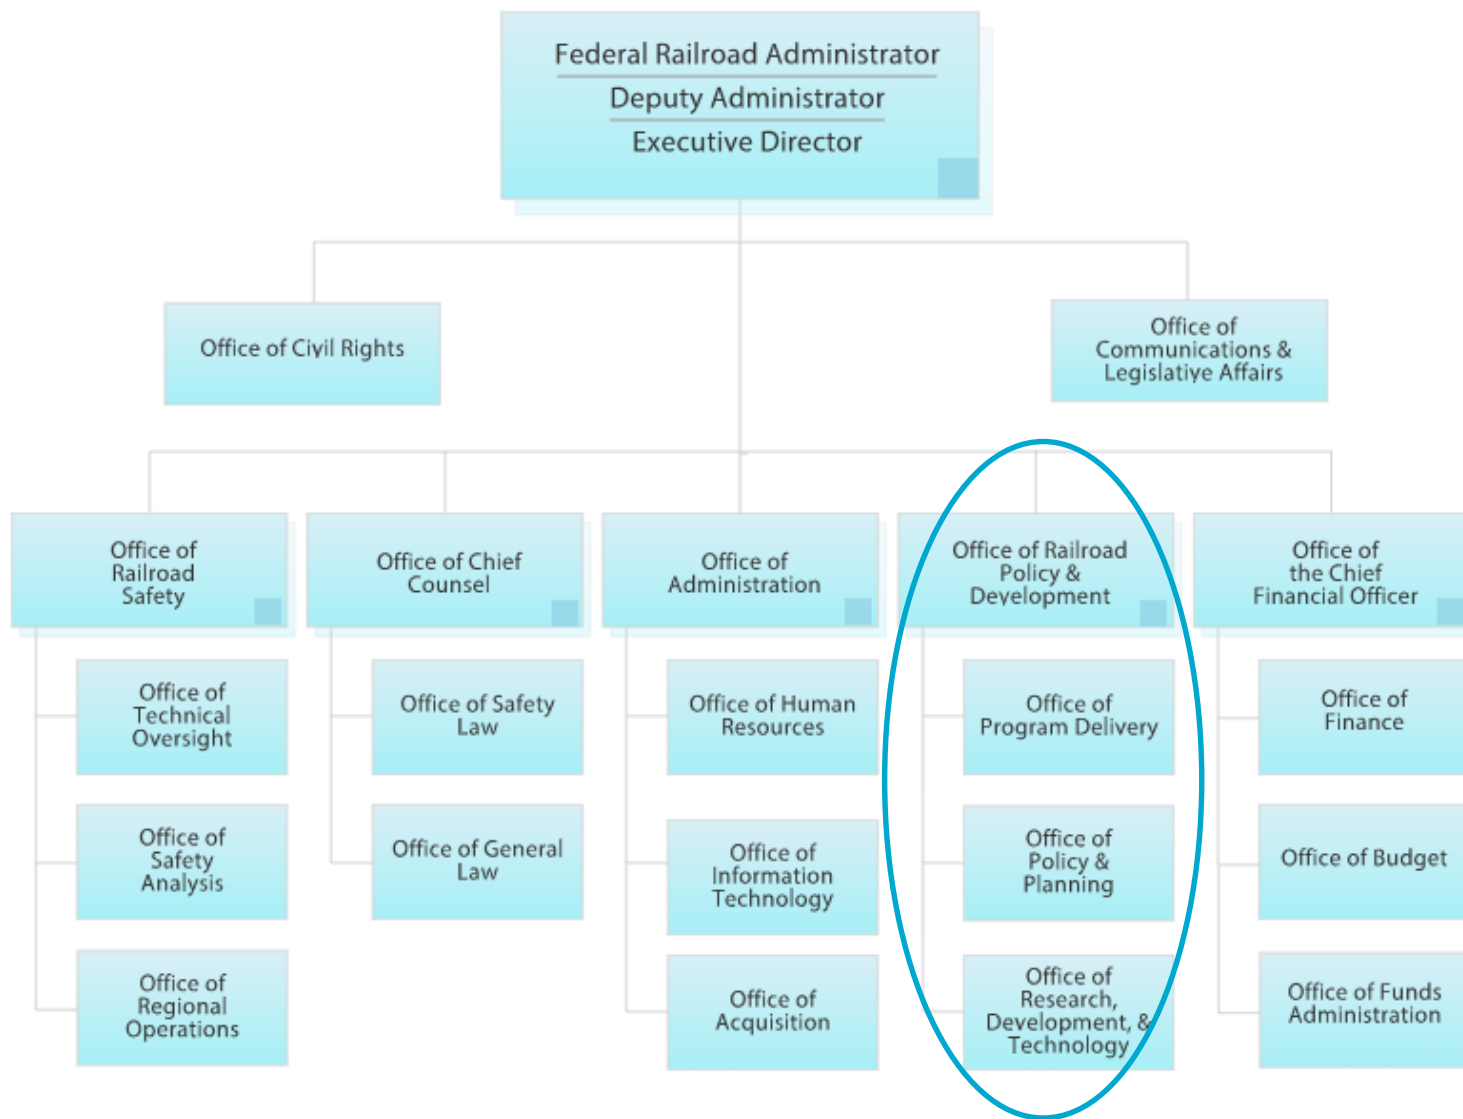 Federal Railroad Administrator
Deputy Administrator
Executive Director
Office of Civil Rights
Office of
Communications &
Legislative Affairs
Office of
Railroad
Safety
Office of Chief
Counsel
Office of
Administration
Office of Railroad
Policy &
Development
Office of
the Chief
Financial Officer
Office of
Technical
Oversight
Office of Safety
Law
Office of Human
Resources
Office of
Program Delivery
Office of
Finance
Office of
Safety
Analysis
Office of General
Law
Office of
Information
Technology
Office of
Policy &
Planning
Office of Budget
Office of
Regional
Operations
Office of
Acquisition
Office of
Research,
Development, &
Technology
Office of Funds
Administration